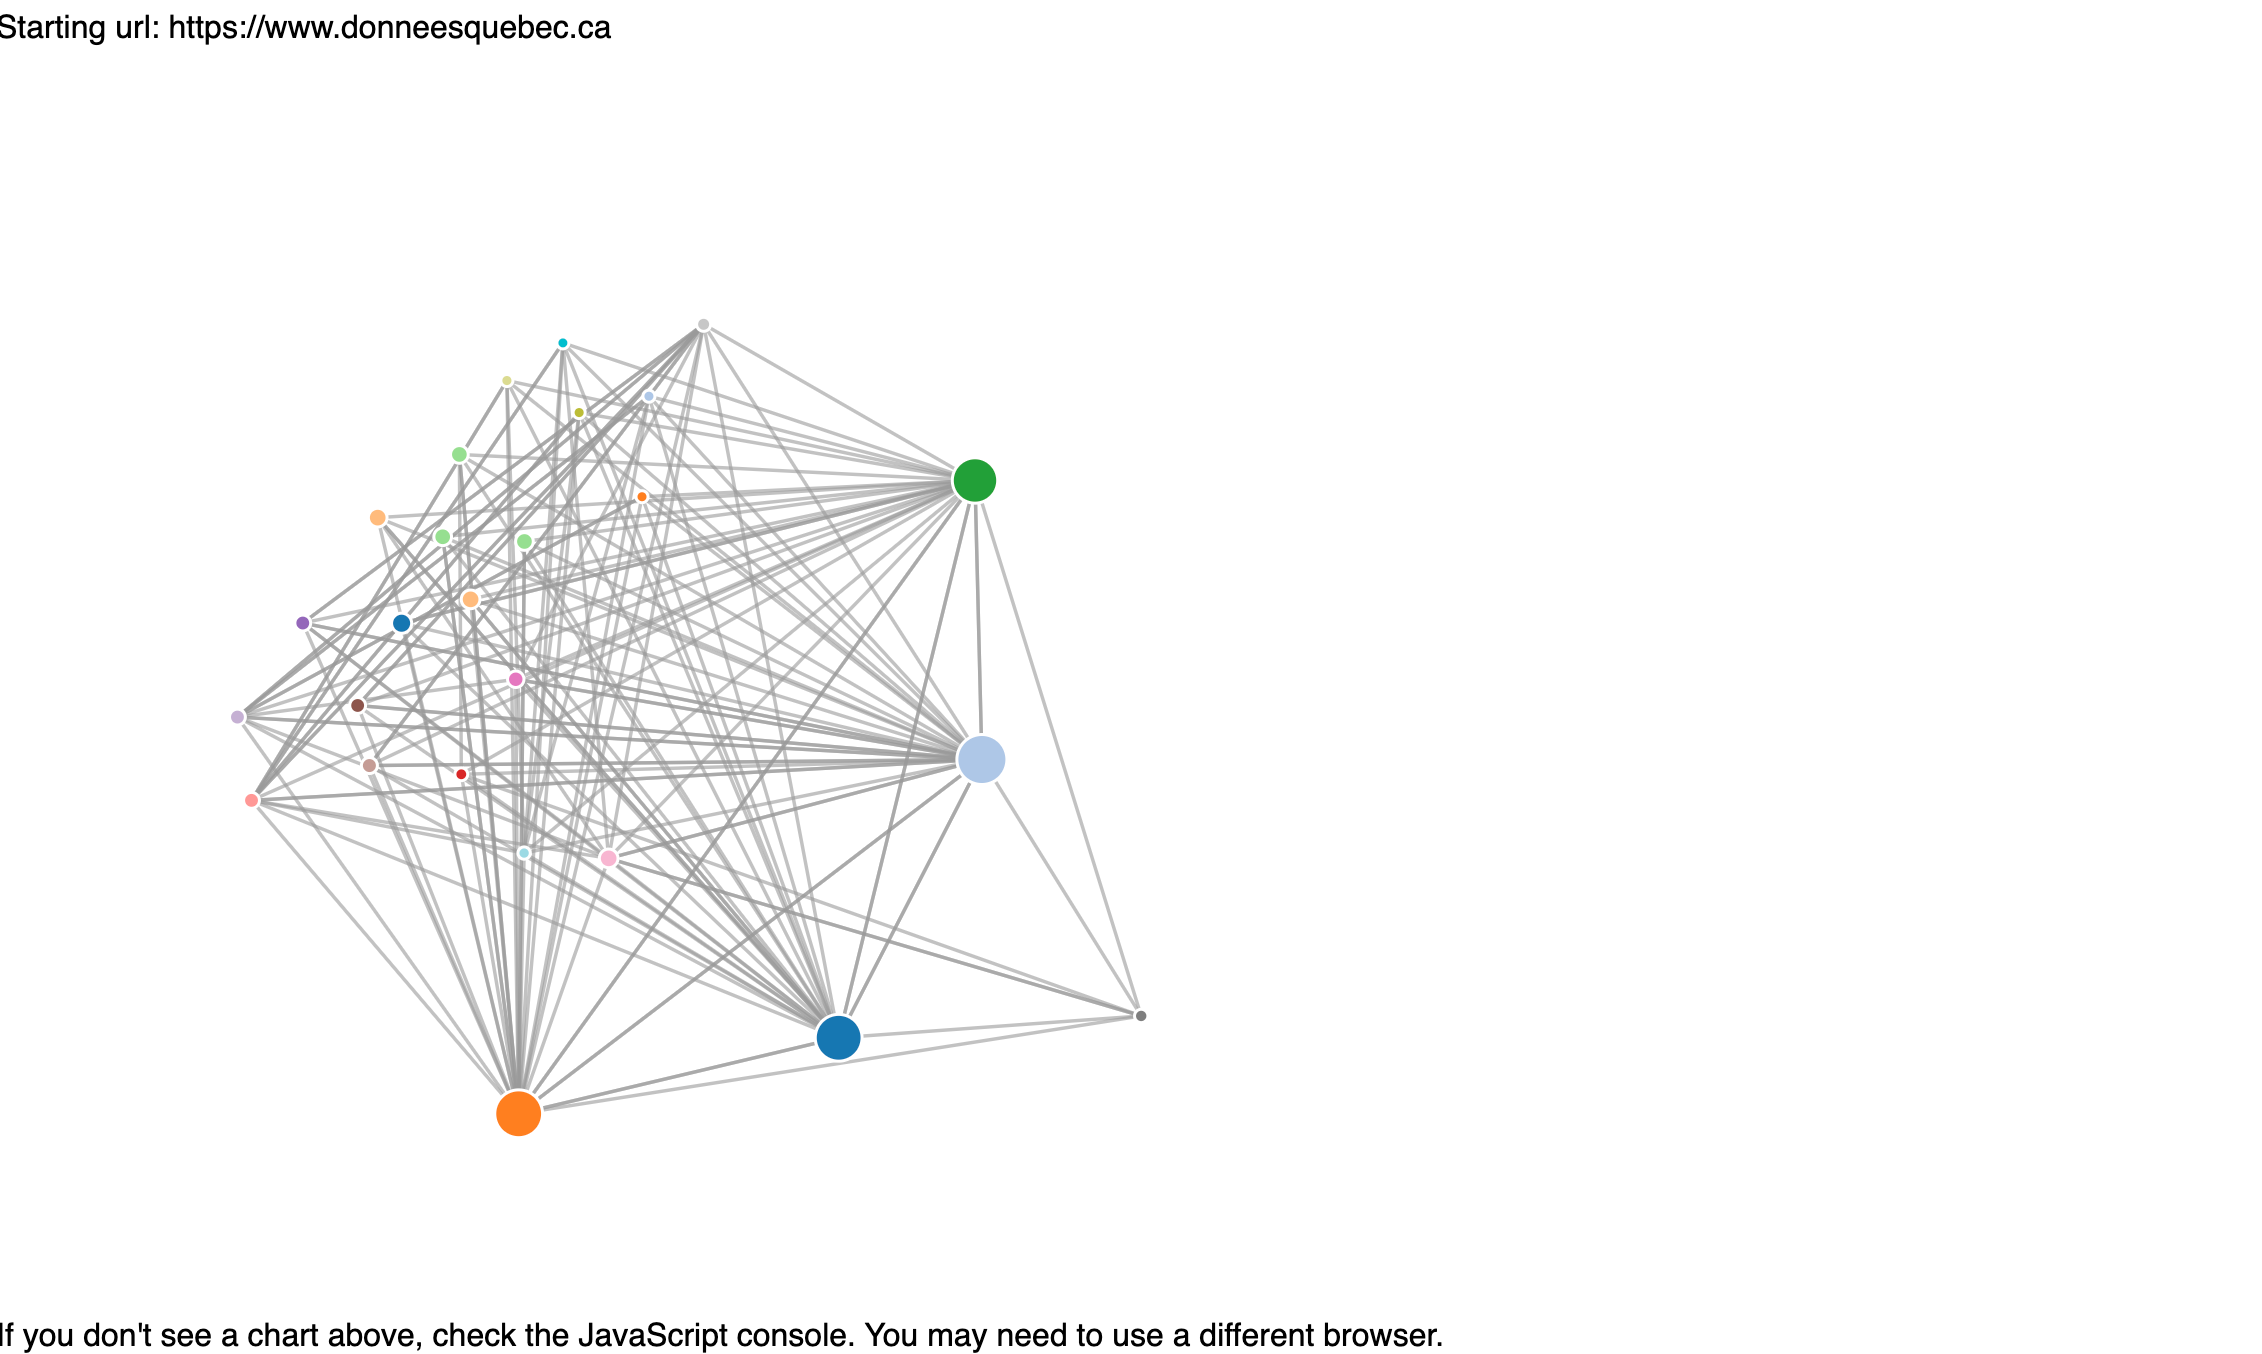 Starting url: https://www.donneesquebec.ca
If you don't see a chart above, check the JavaScript console. You may need to use a different browser.